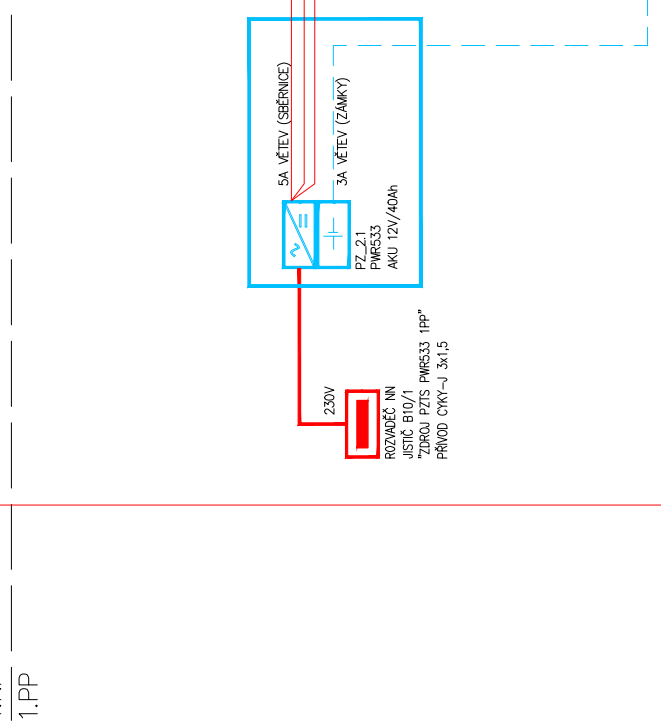 5A VĚTEV (SBĚRNICE)
3A VĚTEV (ZÁMKY)
PZ_2.1
PWR533
AKU 12V/40Ah
230V
ROZVADĚČ NN
JISTIČ B10/1
"ZDROJ PZTS PWR533 1PP"
PŘÍVOD CYKY-J 3x1,5
1.PP